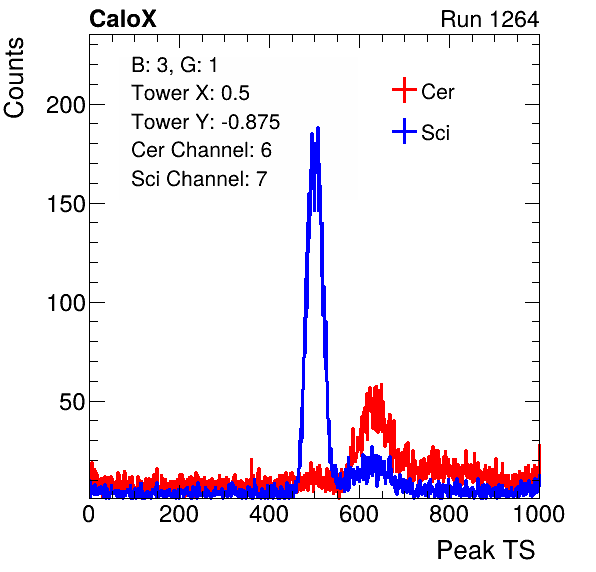 CaloX Run 1264
Counts
B: 3, G: 1
Tower X: 0.5
Tower Y: -0.875
Cer Channel: 6
Sci Channel: 7
Cer
Sci
200
150
100
50
0 200 400 600 800 1000
Peak TS